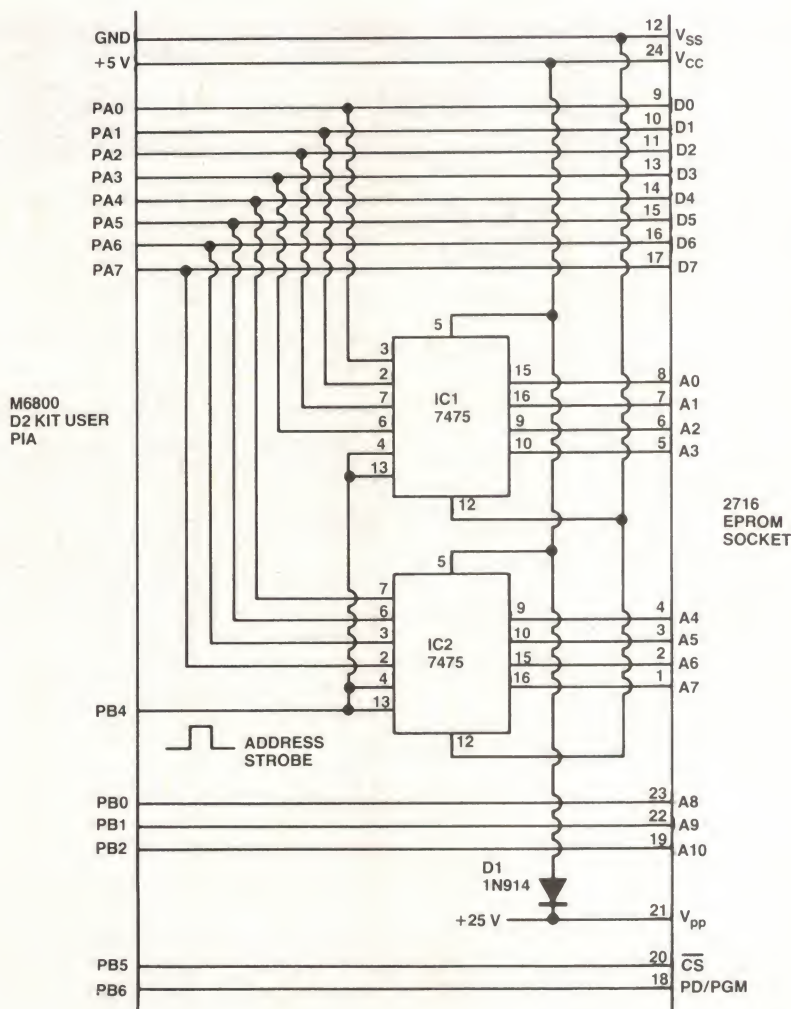 GND 12 VSS
+5 V 24 VCC
PA0 9 D0
PA1 10 D1
PA2 11 D2
PA3 13 D3
PA4 14 D4
PA5 15 D5
PA6 16 D6
PA7 17 D7
5
3 15 8 A0
2 16 7 A1
7 9 6 A2
6 10 5 A3
4
13
IC1
7475
12
M6800
D2 KIT USER
PIA
2716
EPROM
SOCKET
5
7 9 4 A4
6 10 3 A5
3 15 2 A6
2 16 1 A7
4
IC2
7475
PB4 13
12
ADDRESS
STROBE
PB0 23 A8
PB1 22 A9
PB2 19 A10
D1
1N914
+25 V 21 Vpp
PB5 20 C̅S̅
PB6 18 PD/PGM